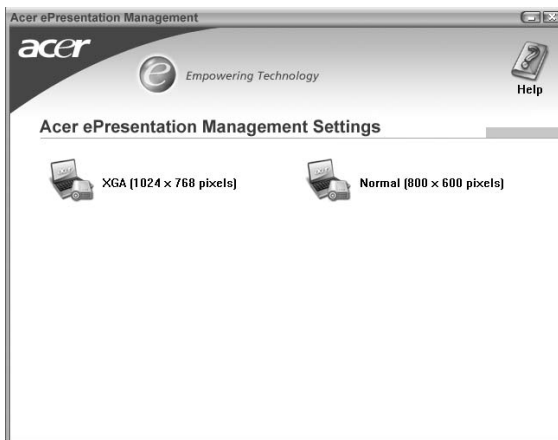 Acer ePresentation Management
acer
e Empowering Technology
Help
Acer ePresentation Management Settings
XGA (1024 x 768 pixels)
Normal (800 x 600 pixels)